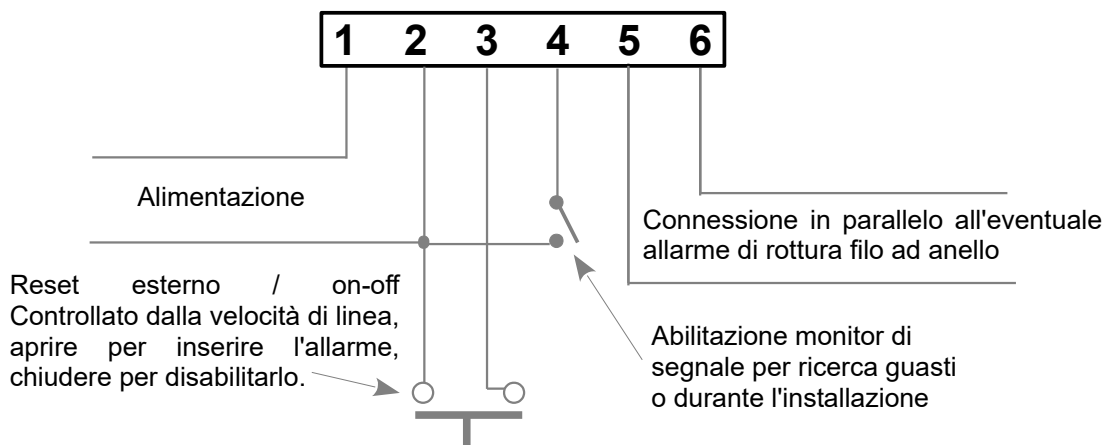 1 2 3 4 5 6
Alimentazione
Connessione in parallelo all'eventuale
allarme di rottura filo ad anello
Reset esterno / on-off
Controllato dalla velocità di linea,
aprire per inserire l'allarme,
chiudere per disabilitarlo.
Abilitazione monitor di
segnale per ricerca guasti
o durante l'installazione